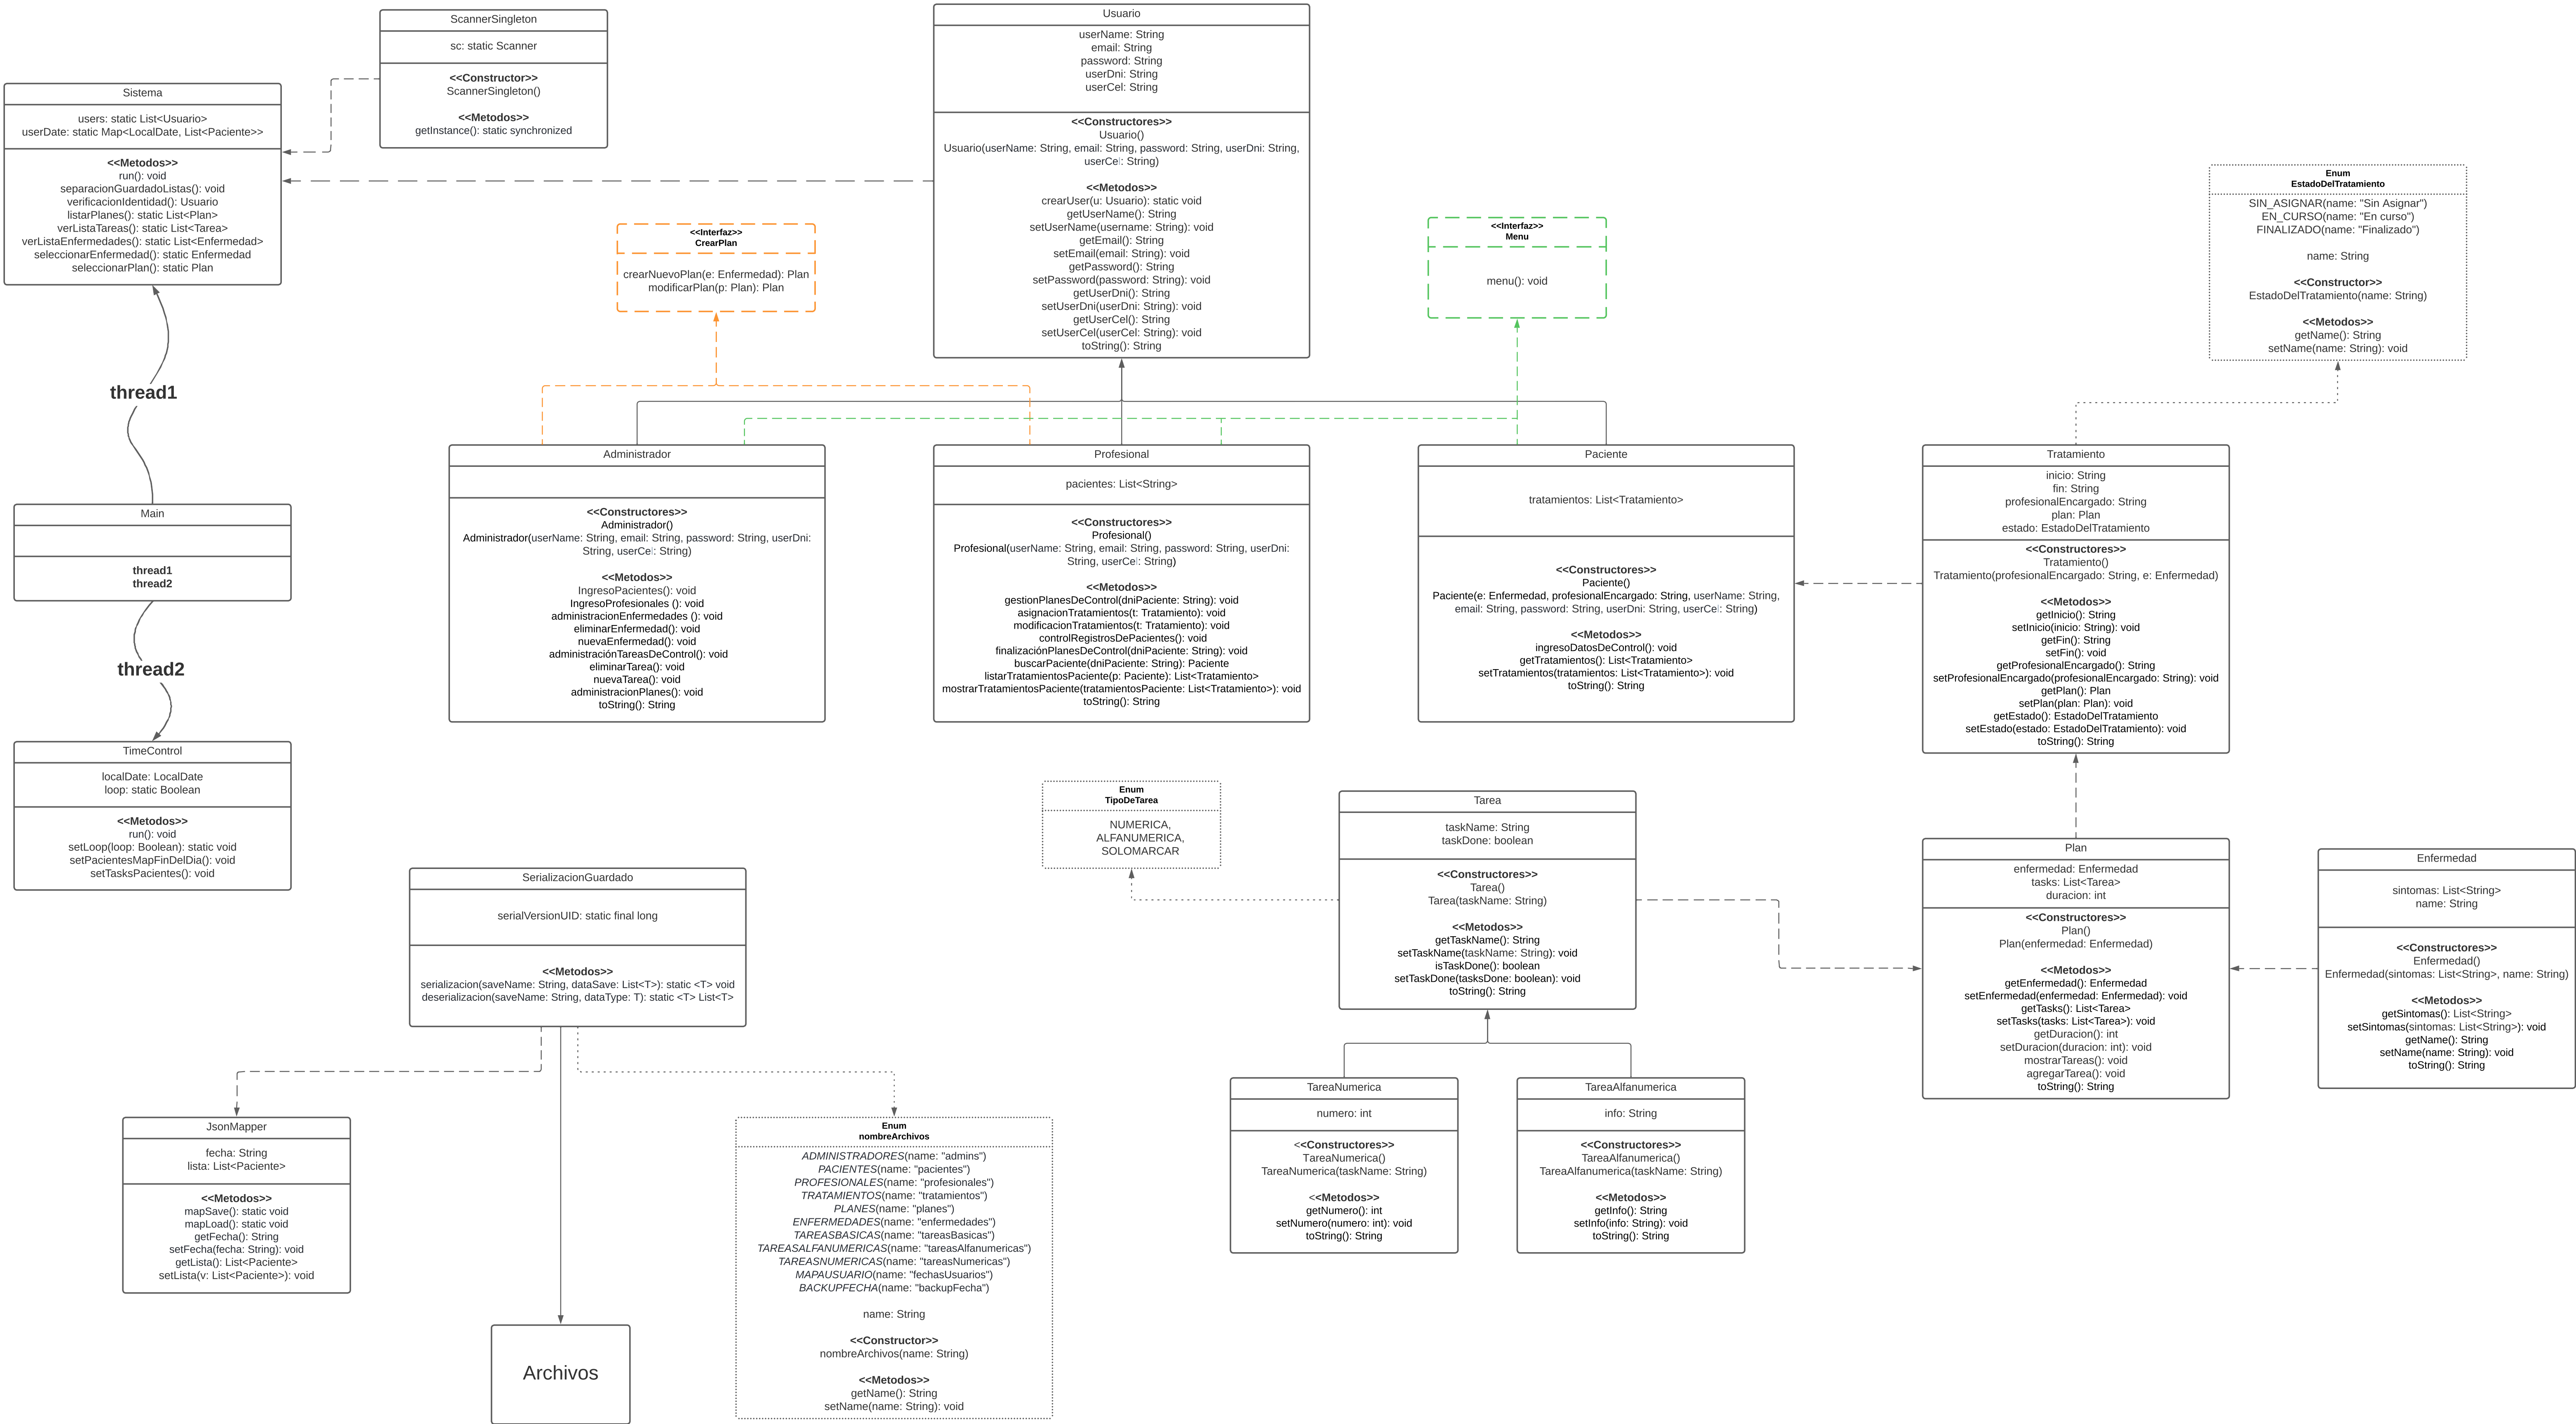 ScannerSingleton
sc: static Scanner
<<Constructor>>
ScannerSingleton()
<<Metodos>>
getInstance(): static synchronized
Usuario
userName: String
email: String
password: String
userDni: String
userCel: String
<<Constructores>>
Usuario()
Usuario(userName: String, email: String, password: String, userDni: String,
userCel: String)
<<Metodos>>
crearUser(u: Usuario): static void
getUserName(): String
setUserName(username: String): void
getEmail(): String
setEmail(email: String): void
getPassword(): String
setPassword(password: String): void
getUserDni(): String
setUserDni(userDni: String): void
getUserCel(): String
setUserCel(userCel: String): void
toString(): String
Sistema
users: static List<Usuario>
userDate: static Map<LocalDate, List<Paciente>>
<<Metodos>>
run(): void
separacionGuardadoListas(): void
verificacionIdentidad(): Usuario
listarPlanes(): static List<Plan>
verListaTareas(): static List<Tarea>
verListaEnfermedades(): static List<Enfermedad>
seleccionarEnfermedad(): static Enfermedad
seleccionarPlan(): static Plan
<<Interfaz>>
CrearPlan
crearNuevoPlan(e: Enfermedad): Plan
modificarPlan(p: Plan): Plan
<<Interfaz>>
Menu
menu(): void
Enum
EstadoDelTratamiento
SIN_ASIGNAR(name: "Sin Asignar")
EN_CURSO(name: "En curso")
FINALIZADO(name: "Finalizado")
name: String
<<Constructor>>
EstadoDelTratamiento(name: String)
<<Metodos>>
getName(): String
setName(name: String): void
thread1
Main
thread1
thread2
thread2
TimeControl
localDate: LocalDate
loop: static Boolean
<<Metodos>>
run(): void
setLoop(loop: Boolean): static void
setPacientesMapFinDelDia(): void
setTasksPacientes(): void
Administrador
<<Constructores>>
Administrador()
Administrador(userName: String, email: String, password: String, userDni:
String, userCel: String)
<<Metodos>>
IngresoPacientes(): void
IngresoProfesionales (): void
administracionEnfermedades (): void
eliminarEnfermedad(): void
nuevaEnfermedad(): void
administraciónTareasDeControl(): void
eliminarTarea(): void
nuevaTarea(): void
administracionPlanes(): void
toString(): String
Profesional
pacientes: List<String>
<<Constructores>>
Profesional()
Profesional(userName: String, email: String, password: String, userDni:
String, userCel: String)
<<Metodos>>
gestionPlanesDeControl(dniPaciente: String): void
asignacionTratamientos(t: Tratamiento): void
modificacionTratamientos(t: Tratamiento): void
controlRegistrosDePacientes(): void
finalizaciónPlanesDeControl(dniPaciente: String): void
buscarPaciente(dniPaciente: String): Paciente
listarTratamientosPaciente(p: Paciente): List<Tratamiento>
mostrarTratamientosPaciente(tratamientosPaciente: List<Tratamiento>): void
toString(): String
Paciente
tratamientos: List<Tratamiento>
<<Constructores>>
Paciente()
Paciente(e: Enfermedad, profesionalEncargado: String, userName: String,
email: String, password: String, userDni: String, userCel: String)
<<Metodos>>
ingresoDatosDeControl(): void
getTratamientos(): List<Tratamiento>
setTratamientos(tratamientos: List<Tratamiento>): void
toString(): String
Tratamiento
inicio: String
fin: String
profesionalEncargado: String
plan: Plan
estado: EstadoDelTratamiento
<<Constructores>>
Tratamiento()
Tratamiento(profesionalEncargado: String, e: Enfermedad)
<<Metodos>>
getInicio(): String
setInicio(inicio: String): void
getFin(): String
setFin(): void
getProfesionalEncargado(): String
setProfesionalEncargado(profesionalEncargado: String): void
getPlan(): Plan
setPlan(plan: Plan): void
getEstado(): EstadoDelTratamiento
setEstado(estado: EstadoDelTratamiento): void
toString(): String
Enum
TipoDeTarea
NUMERICA,
ALFANUMERICA,
SOLOMARCAR
Tarea
taskName: String
taskDone: boolean
<<Constructores>>
Tarea()
Tarea(taskName: String)
<<Metodos>>
getTaskName(): String
setTaskName(taskName: String): void
isTaskDone(): boolean
setTaskDone(tasksDone: boolean): void
toString(): String
Plan
enfermedad: Enfermedad
tasks: List<Tarea>
duracion: int
<<Constructores>>
Plan()
Plan(enfermedad: Enfermedad)
<<Metodos>>
getEnfermedad(): Enfermedad
setEnfermedad(enfermedad: Enfermedad): void
getTasks(): List<Tarea>
setTasks(tasks: List<Tarea>): void
getDuracion(): int
setDuracion(duracion: int): void
mostrarTareas(): void
agregarTarea(): void
toString(): String
Enfermedad
sintomas: List<String>
name: String
<<Constructores>>
Enfermedad()
Enfermedad(sintomas: List<String>, name: String)
<<Metodos>>
getSintomas(): List<String>
setSintomas(sintomas: List<String>): void
getName(): String
setName(name: String): void
toString(): String
SerializacionGuardado
serialVersionUID: static final long
<<Metodos>>
serializacion(saveName: String, dataSave: List<T>): static <T> void
deserializacion(saveName: String, dataType: T): static <T> List<T>
JsonMapper
fecha: String
lista: List<Paciente>
<<Metodos>>
mapSave(): static void
mapLoad(): static void
getFecha(): String
setFecha(fecha: String): void
getLista(): List<Paciente>
setLista(v: List<Paciente>): void
Archivos
Enum
nombreArchivos
ADMINISTRADORES(name: "admins")
PACIENTES(name: "pacientes")
PROFESIONALES(name: "profesionales")
TRATAMIENTOS(name: "tratamientos")
PLANES(name: "planes")
ENFERMEDADES(name: "enfermedades")
TAREASBASICAS(name: "tareasBasicas")
TAREASALFANUMERICAS(name: "tareasAlfanumericas")
TAREASNUMERICAS(name: "tareasNumericas")
MAPAUSUARIO(name: "fechasUsuarios")
BACKUPFECHA(name: "backupFecha")
name: String
<<Constructor>>
nombreArchivos(name: String)
<<Metodos>>
getName(): String
setName(name: String): void
TareaNumerica
numero: int
<<Constructores>>
TareaNumerica()
TareaNumerica(taskName: String)
<<Metodos>>
getNumero(): int
setNumero(numero: int): void
toString(): String
TareaAlfanumerica
info: String
<<Constructores>>
TareaAlfanumerica()
TareaAlfanumerica(taskName: String)
<<Metodos>>
getInfo(): String
setInfo(info: String): void
toString(): String